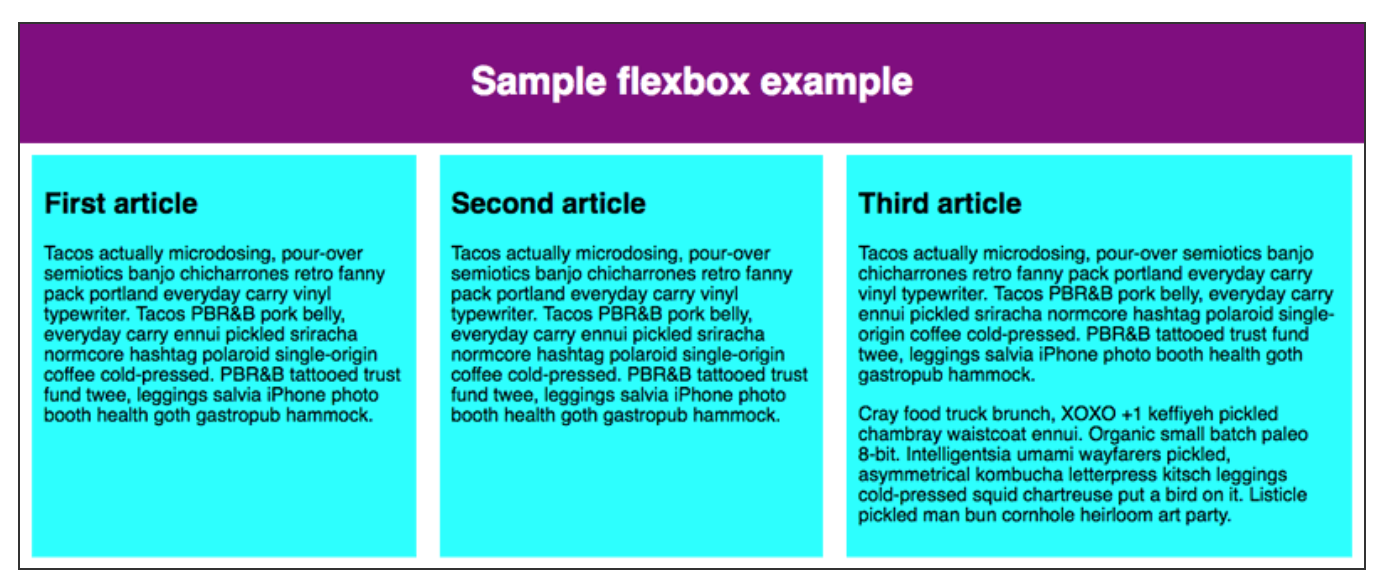 Sample flexbox example
First article
Tacos actually microdosing, pour-over
semiotics banjo chicharrones retro fanny
pack portland everyday carry vinyl
typewriter. Tacos PBR&B pork belly,
everyday carry ennui pickled sriracha
normcore hashtag polaroid single-origin
coffee cold-pressed. PBR&B tattooed trust
fund twee, leggings salvia iPhone photo
booth health goth gastropub hammock.
Second article
Tacos actually microdosing, pour-over
semiotics banjo chicharrones retro fanny
pack portland everyday carry vinyl
typewriter. Tacos PBR&B pork belly,
everyday carry ennui pickled sriracha
normcore hashtag polaroid single-origin
coffee cold-pressed. PBR&B tattooed trust
fund twee, leggings salvia iPhone photo
booth health goth gastropub hammock.
Third article
Tacos actually microdosing, pour-over semiotics banjo
chicharrones retro fanny pack portland everyday carry
vinyl typewriter. Tacos PBR&B pork belly, everyday carry
ennui pickled sriracha normcore hashtag polaroid single-
origin coffee cold-pressed. PBR&B tattooed trust fund
twee, leggings salvia iPhone photo booth health goth
gastropub hammock.
Cray food truck brunch, XOXO +1 keffiyeh pickled
chambray waistcoat ennui. Organic small batch paleo
8-bit. Intelligentsia umami wayfarers pickled,
asymmetrical kombucha letterpress kitsch leggings
cold-pressed squid chartreuse put a bird on it. Listicle
pickled man bun cornhole heirloom art party.